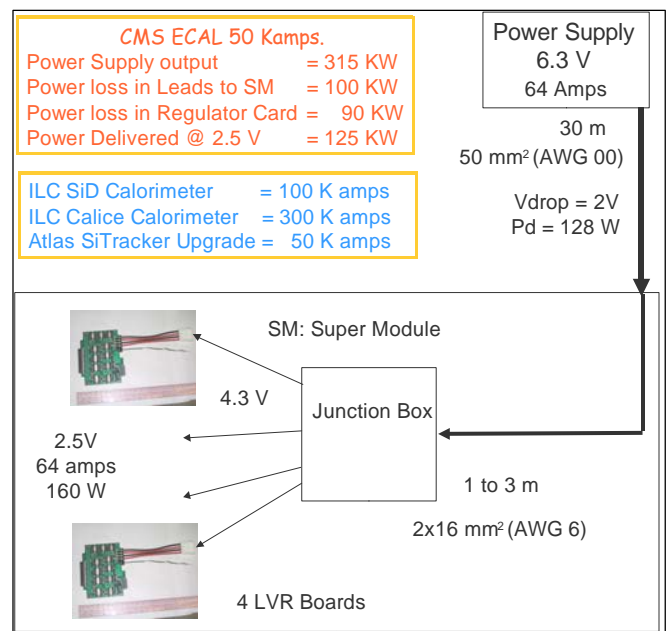 CMS ECAL 50 Kamps.
Power Supply output = 315 KW
Power loss in Leads to SM = 100 KW
Power loss in Regulator Card = 90 KW
Power Delivered @ 2.5 V = 125 KW
ILC SiD Calorimeter = 100 K amps
ILC Calice Calorimeter = 300 K amps
Atlas SiTracker Upgrade = 50 K amps
Power Supply
6.3 V
64 Amps
30 m
50 mm² (AWG 00)
Vdrop = 2V
Pd = 128 W
SM: Super Module
4.3 V
Junction Box
2.5V
64 amps
160 W
1 to 3 m
2x16 mm² (AWG 6)
4 LVR Boards